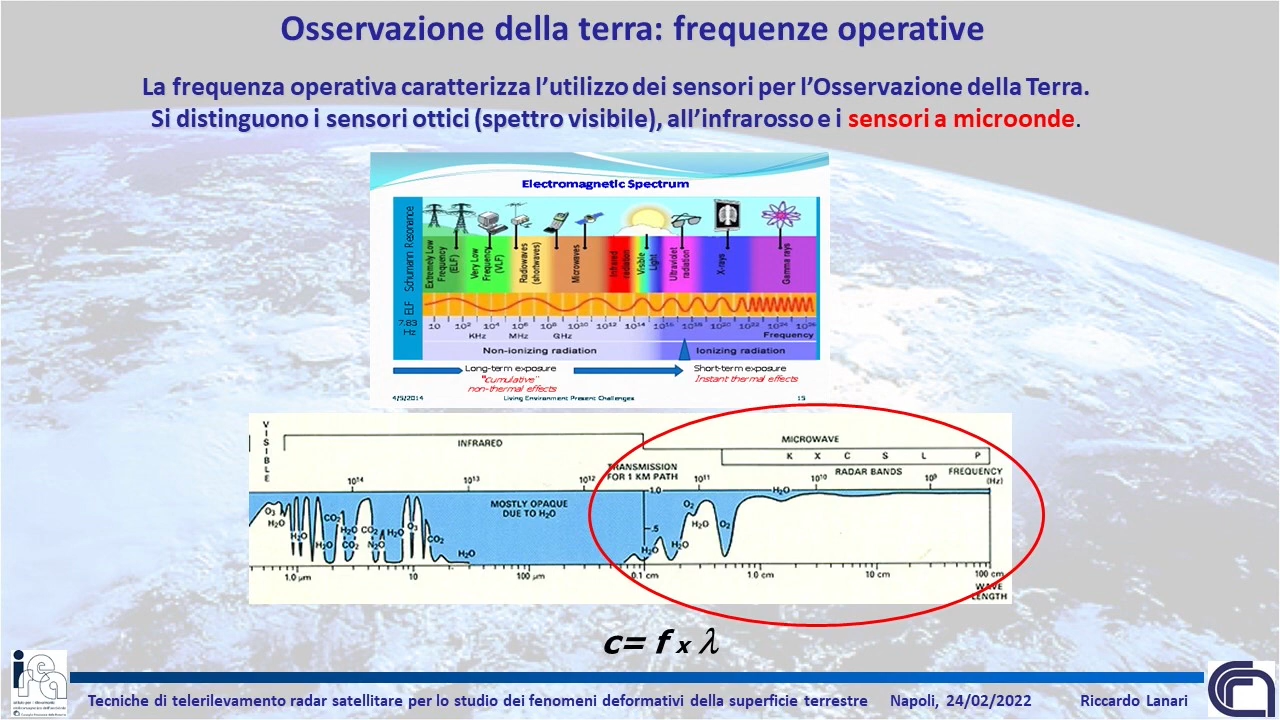 Osservazione della terra: frequenze operative
La frequenza operativa caratterizza l’utilizzo dei sensori per l’Osservazione della Terra.
Si distinguono i sensori ottici (spettro visibile), all’infrarosso e i sensori a microonde.
Electromagnetic Spectrum
7.83 Hz ELF Schumann Resonance
Extremely Low Frequency (ELF)
Very Low Frequency (VLF)
Radiowaves (shortwaves)
Microwaves
Infrared radiation
Visible Light
Ultraviolet radiation
X-rays
Gamma rays
10 10² 10⁴ 10⁶ 10⁸ 10¹⁰ 10¹² 10¹⁴ 10¹⁶ 10¹⁸ 10²⁰ 10²² 10²⁴ 10²⁶
KHz MHz GHz Frequency
Non-ionizing radiation Ionizing radiation
Long-term exposure Short-term exposure
"Cumulative" Instant thermal effects
non-thermal effects
4/5/2014 Living Environment Present Challenges 15
VISIBLE
INFRARED
MICROWAVE
K X C S L P
TRANSMISSION
FOR 1 KM PATH
RADAR BANDS
FREQUENCY
(Hz)
10¹⁴ 10¹³ 10¹² 10¹¹ 10¹⁰ 10⁹
1.0
.5
MOSTLY OPAQUE
DUE TO H₂O
O₃ H₂O H₂O H₂O CO₂ H₂O CO₂ CO₂ N₂O H₂O O₃ CO₂ H₂O
H₂O H₂O O₂ H₂O O₂ H₂O
1.0 µm 10 100 µm 0.1 cm 1.0 cm 10 cm 100 cm
WAVE
LENGTH
c= f x λ
Tecniche di telerilevamento radar satellitare per lo studio dei fenomeni deformativi della superficie terrestre Napoli, 24/02/2022 Riccardo Lanari